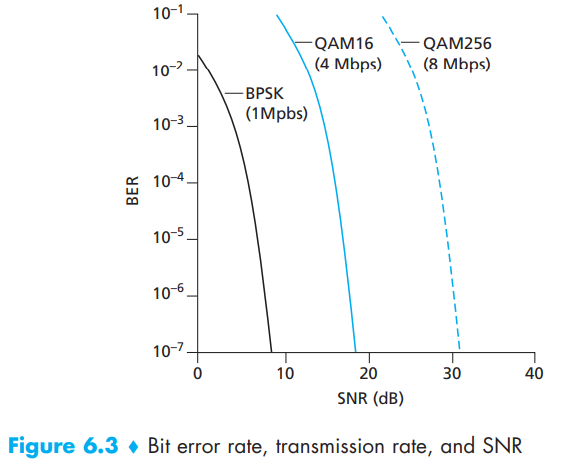 10⁻¹
QAM16
(4 Mbps)
QAM256
(8 Mbps)
10⁻²
BPSK
(1Mpbs)
10⁻³
10⁻⁴
BER
10⁻⁵
10⁻⁶
10⁻⁷
0 10 20 30 40
SNR (dB)
Figure 6.3 ♦ Bit error rate, transmission rate, and SNR